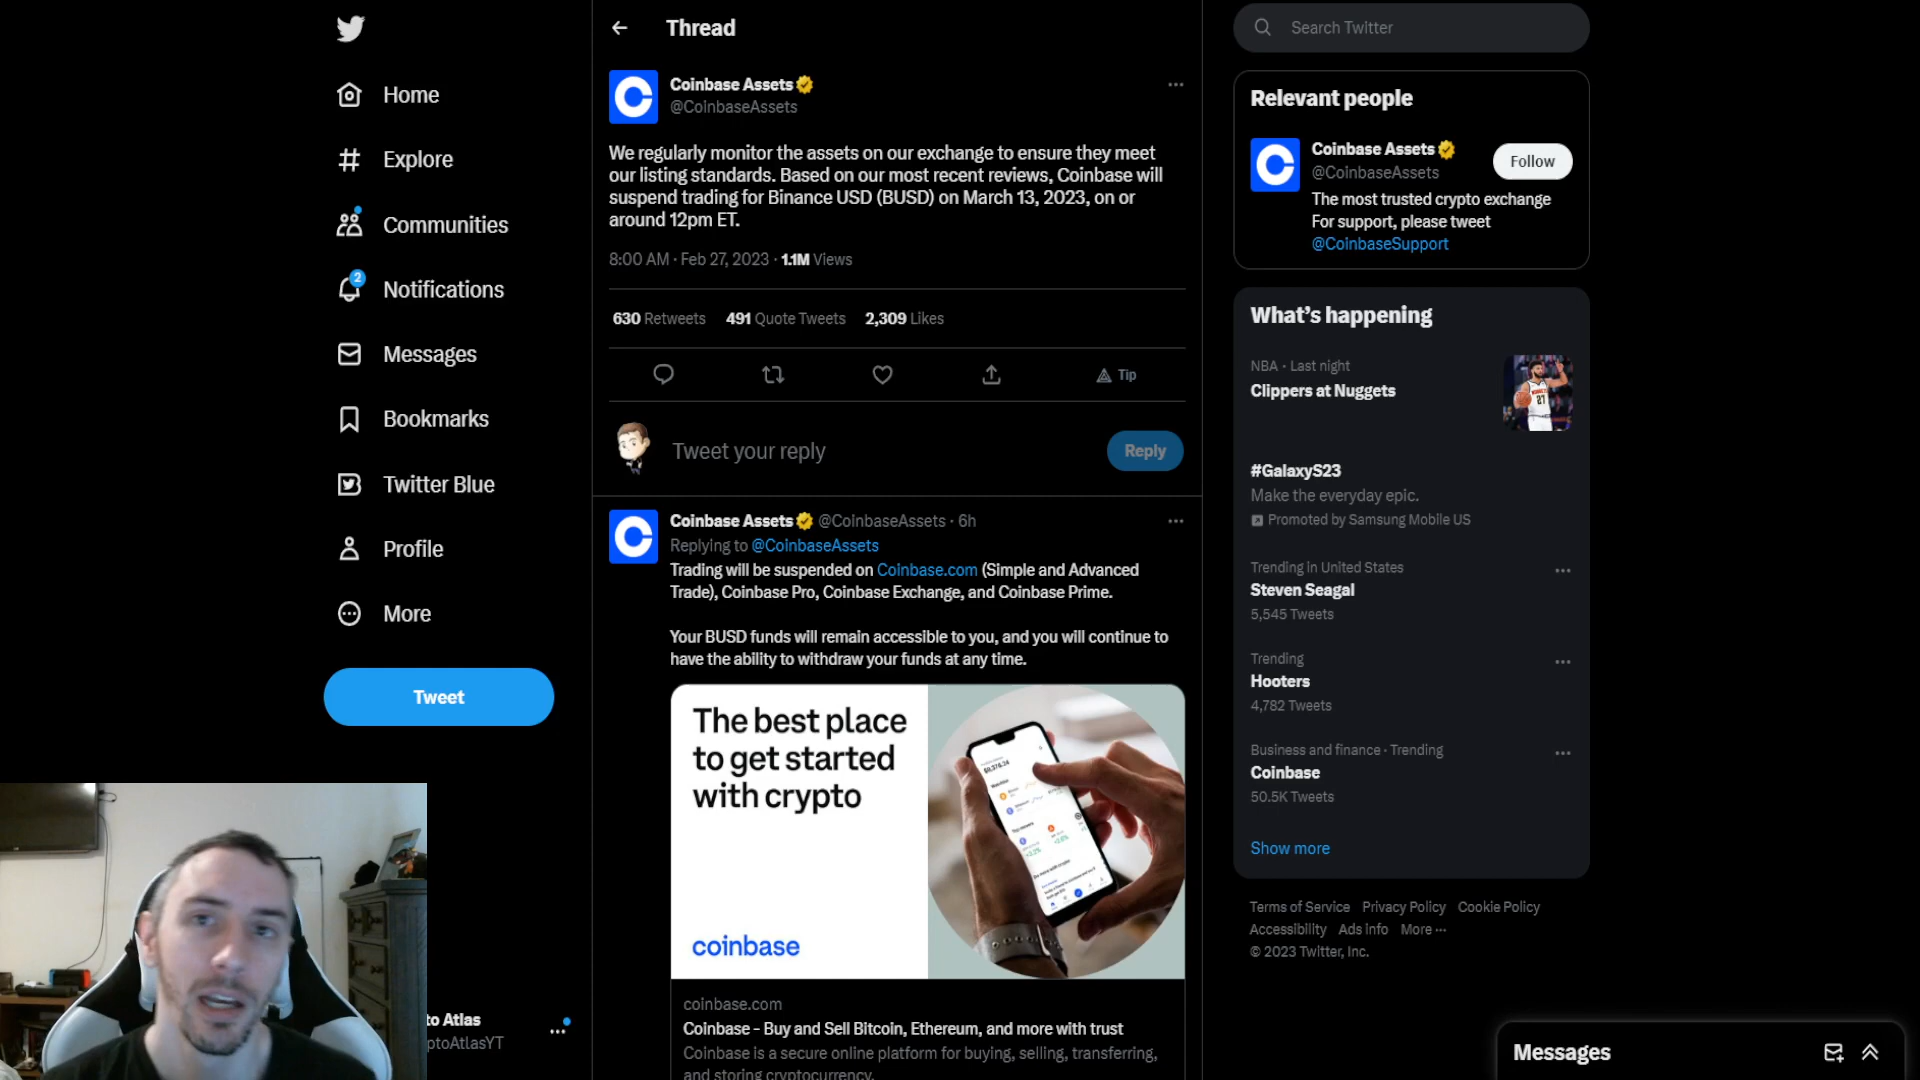 Home
Explore
Communities
2
Notifications
Messages
Bookmarks
Twitter Blue
Profile
More
Tweet
to Atlas
ptoAtlasYT
Thread
Coinbase Assets
@CoinbaseAssets
We regularly monitor the assets on our exchange to ensure they meet
our listing standards. Based on our most recent reviews, Coinbase will
suspend trading for Binance USD (BUSD) on March 13, 2023, on or
around 12pm ET.
8:00 AM · Feb 27, 2023 · 1.1M Views
630 Retweets 491 Quote Tweets 2,309 Likes
Tip
Tweet your reply
Reply
Coinbase Assets @CoinbaseAssets · 6h
Replying to @CoinbaseAssets
Trading will be suspended on Coinbase.com (Simple and Advanced
Trade), Coinbase Pro, Coinbase Exchange, and Coinbase Prime.
Your BUSD funds will remain accessible to you, and you will continue to
have the ability to withdraw your funds at any time.
The best place
to get started
with crypto
coinbase
coinbase.com
Coinbase - Buy and Sell Bitcoin, Ethereum, and more with trust
Coinbase is a secure online platform for buying, selling, transferring,
and storing cryptocurrency.
Search Twitter
Relevant people
Coinbase Assets
@CoinbaseAssets
Follow
The most trusted crypto exchange
For support, please tweet
@CoinbaseSupport
What's happening
NBA · Last night
Clippers at Nuggets
27
#GalaxyS23
Make the everyday epic.
Promoted by Samsung Mobile US
Trending in United States
Steven Seagal
5,545 Tweets
Trending
Hooters
4,782 Tweets
Business and finance · Trending
Coinbase
50.5K Tweets
Show more
Terms of Service Privacy Policy Cookie Policy
Accessibility Ads info More ···
© 2023 Twitter, Inc.
Messages